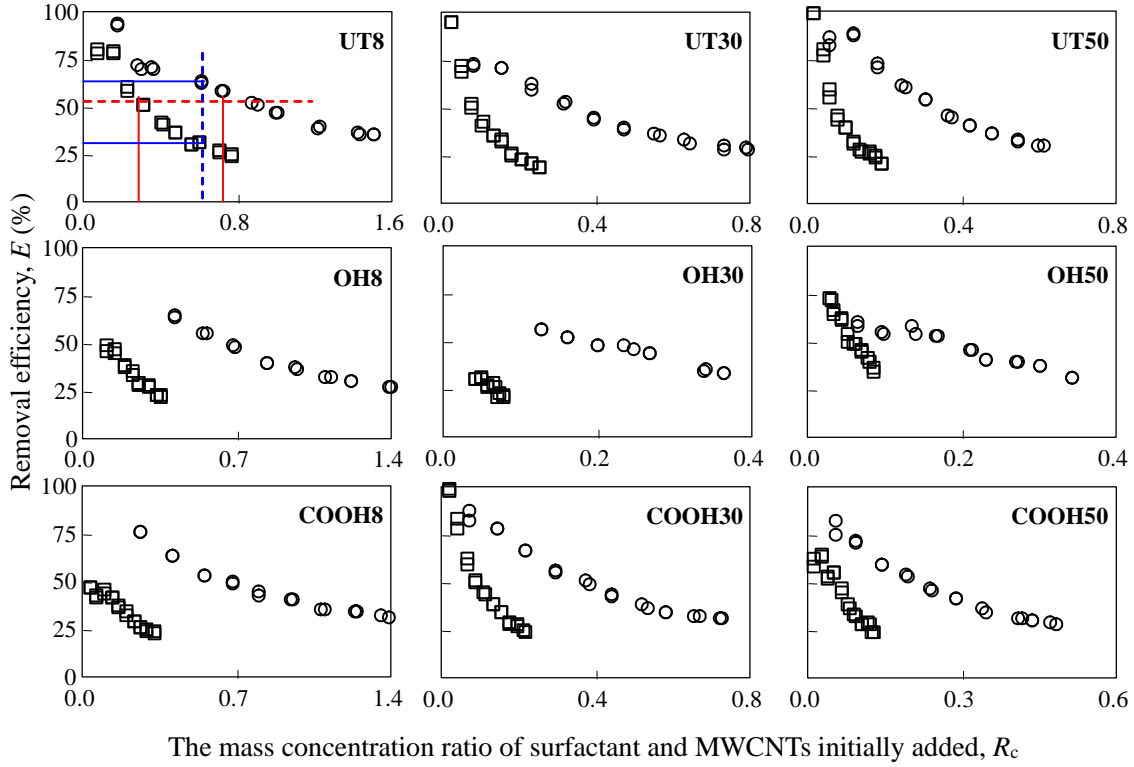 Removal efficiency, E (%)
100
75
50
25
0
UT8
UT30
UT50
0.0 0.8 1.6
0.0 0.4 0.8
0.0 0.4 0.8
100
75
50
25
0
OH8
OH30
OH50
0.0 0.7 1.4
0.0 0.2 0.4
0.0 0.2 0.4
100
75
50
25
0
COOH8
COOH30
COOH50
0.0 0.7 1.4
0.0 0.4 0.8
0.0 0.3 0.6
The mass concentration ratio of surfactant and MWCNTs initially added, Rc